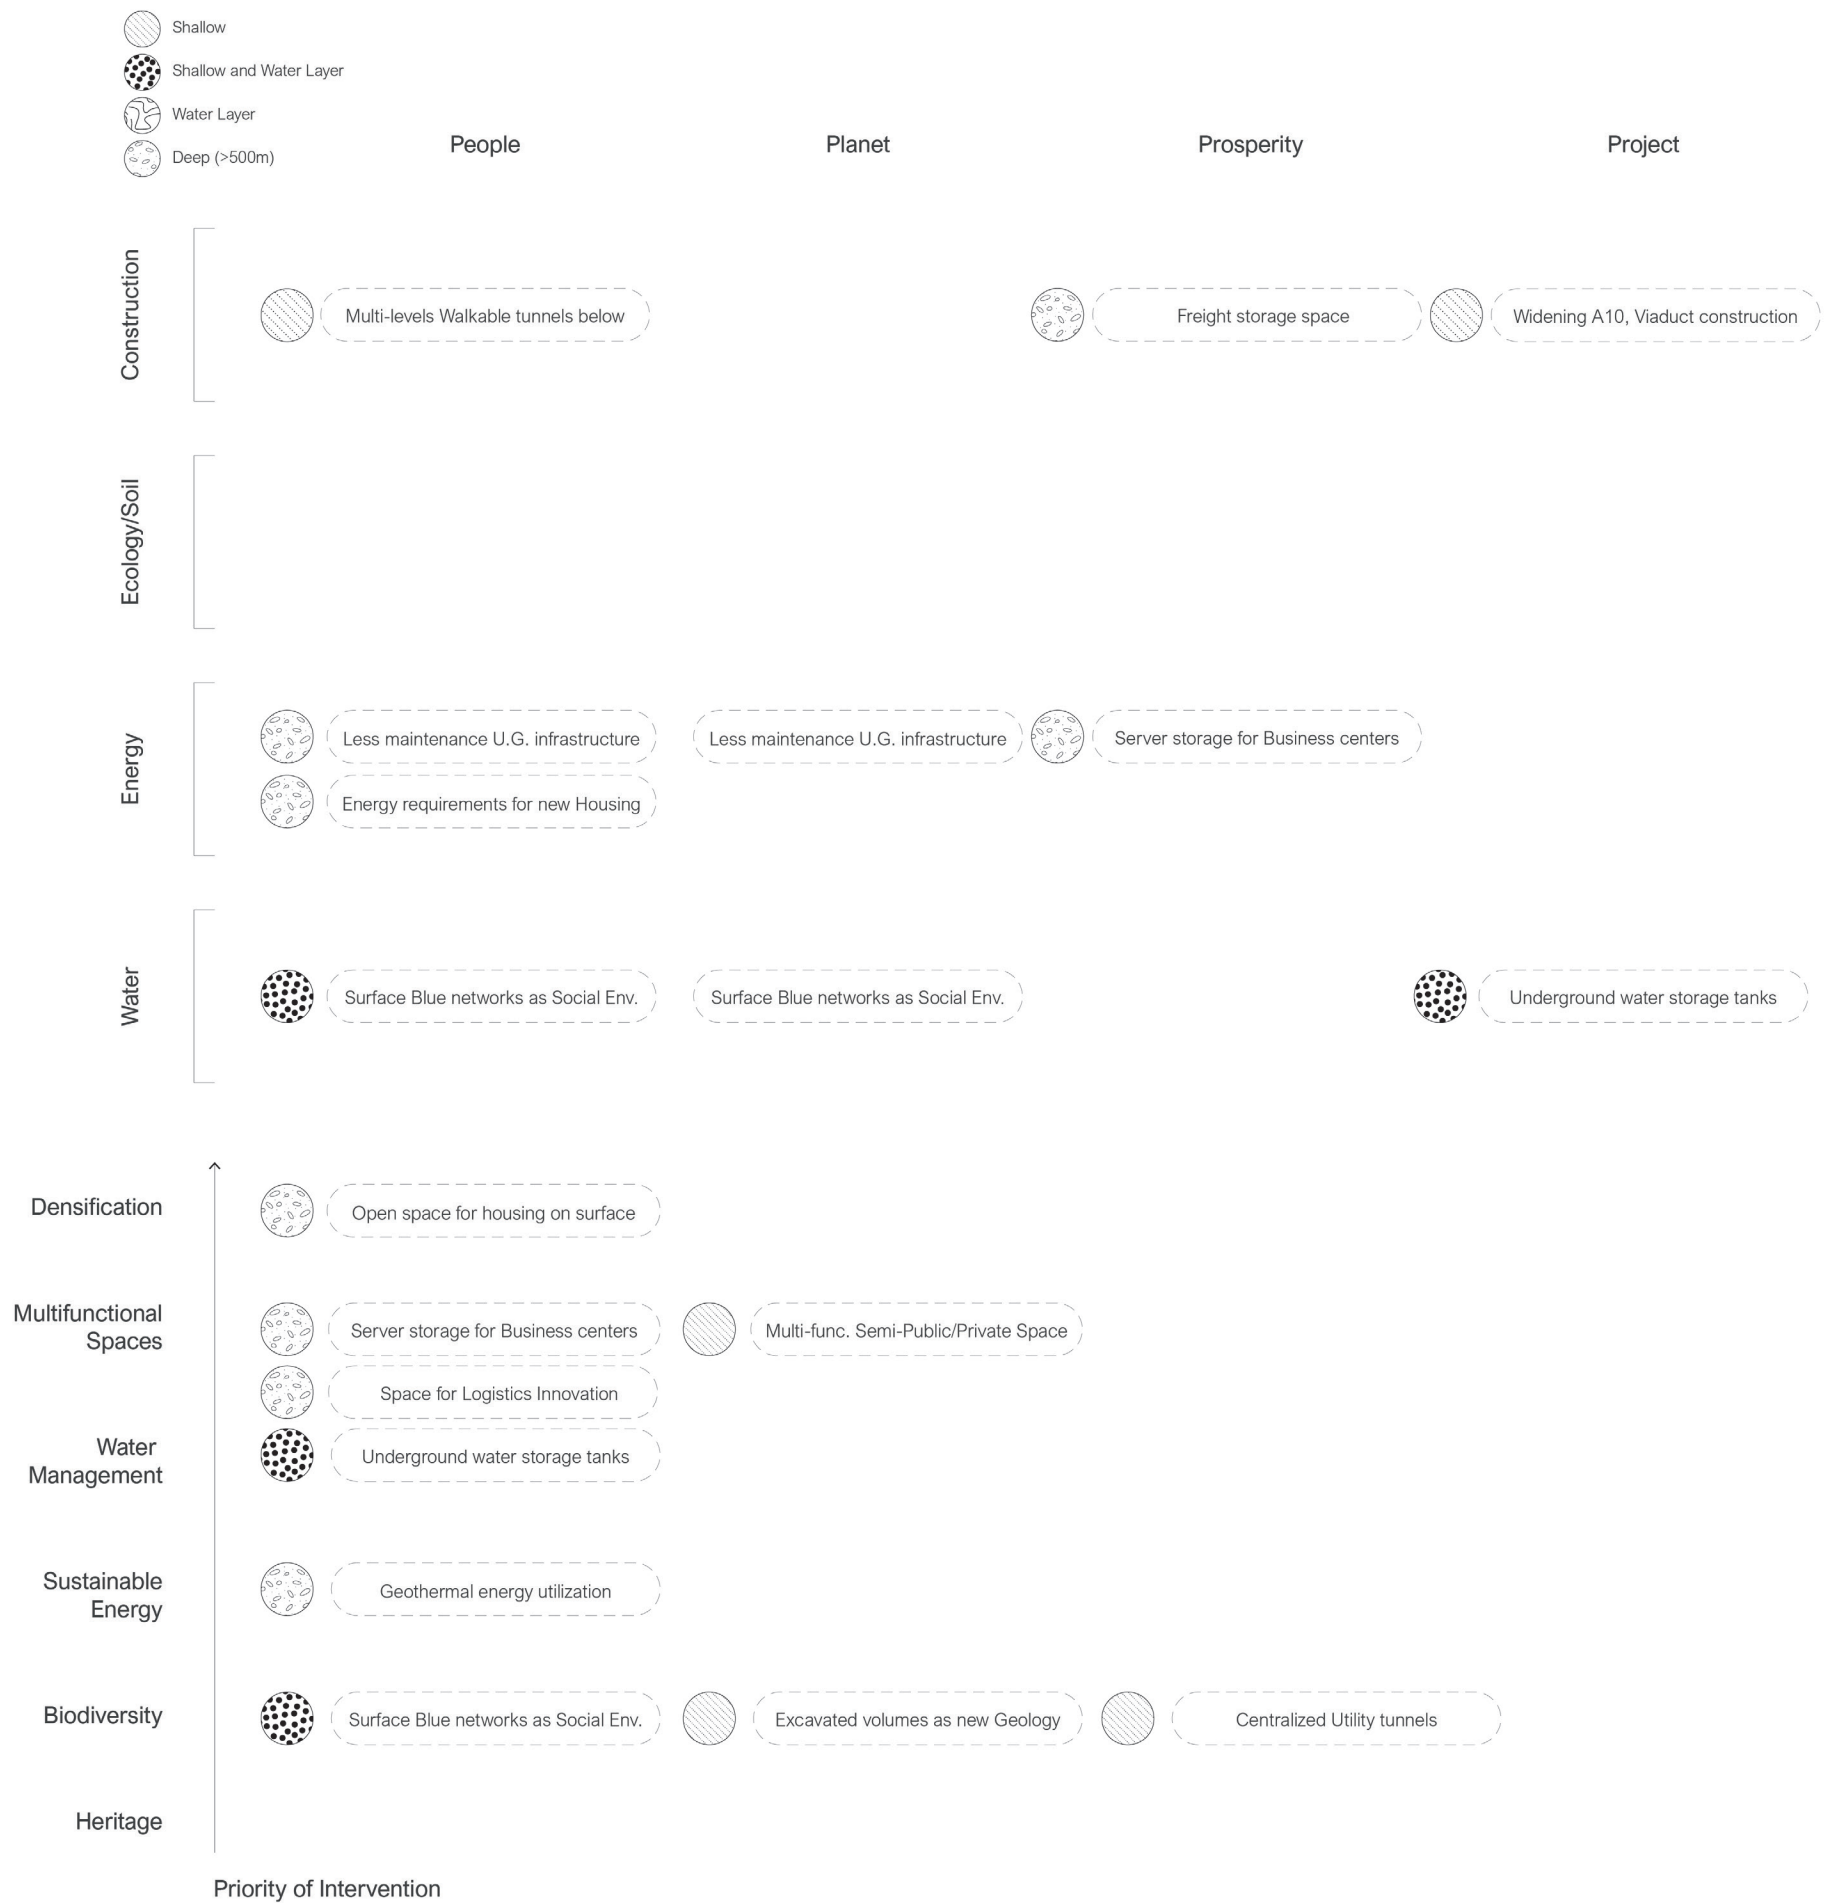 Shallow
Shallow and Water Layer
Water Layer
Deep (>500m)
People
Planet
Prosperity
Project
Construction
Multi-levels Walkable tunnels below
Freight storage space
Widening A10, Viaduct construction
Ecology/Soil
Energy
Less maintenance U.G. infrastructure
Less maintenance U.G. infrastructure
Server storage for Business centers
Energy requirements for new Housing
Water
Surface Blue networks as Social Env.
Surface Blue networks as Social Env.
Underground water storage tanks
Densification
Open space for housing on surface
Multifunctional
Spaces
Server storage for Business centers
Multi-func. Semi-Public/Private Space
Space for Logistics Innovation
Water
Management
Underground water storage tanks
Sustainable
Energy
Geothermal energy utilization
Biodiversity
Surface Blue networks as Social Env.
Excavated volumes as new Geology
Centralized Utility tunnels
Heritage
Priority of Intervention